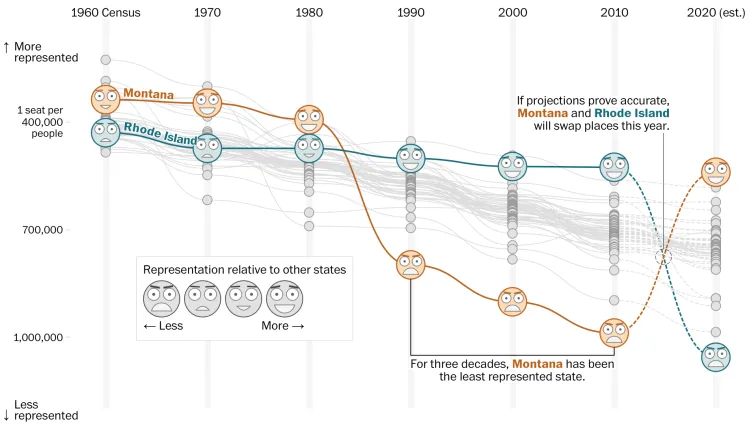 1960 Census
1970
1980
1990
2000
2010
2020 (est.)
↑ More
represented
Montana
1 seat per
400,000
people
Rhode Island
If projections prove accurate,
Montana and Rhode Island
will swap places this year.
700,000
Representation relative to other states
← Less
More →
1,000,000
For three decades, Montana has been
the least represented state.
Less
↓ represented